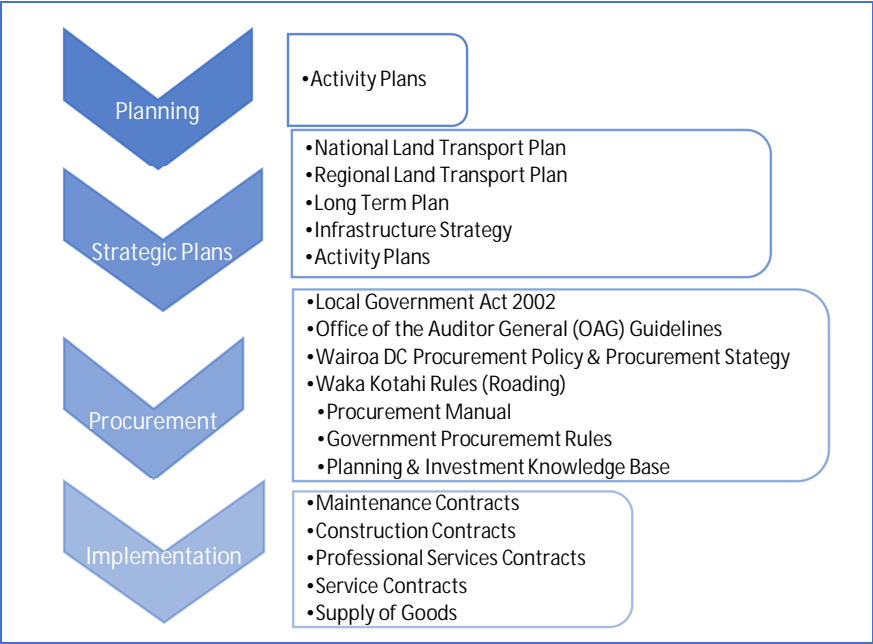 Planning
•Activity Plans
Strategic Plans
•National Land Transport Plan
•Regional Land Transport Plan
•Long Term Plan
•Infrastructure Strategy
•Activity Plans
Procurement
•Local Government Act 2002
•Office of the Auditor General (OAG) Guidelines
•Wairoa DC Procurement Policy & Procurement Stategy
•Waka Kotahi Rules (Roading)
•Procurement Manual
•Government Procurememt Rules
•Planning & Investment Knowledge Base
Implementation
•Maintenance Contracts
•Construction Contracts
•Professional Services Contracts
•Service Contracts
•Supply of Goods